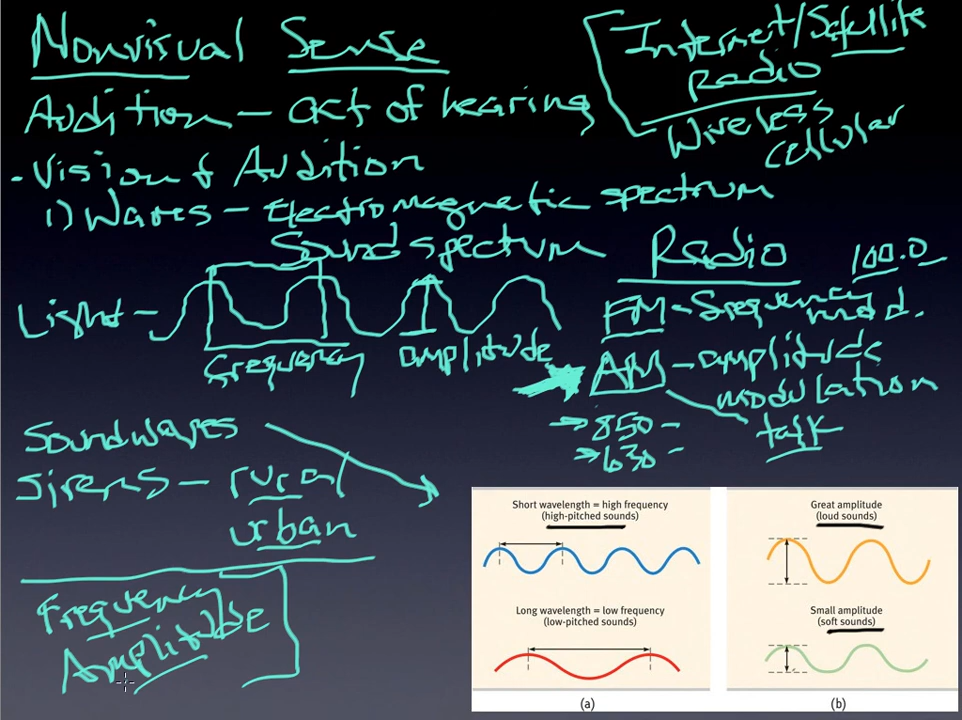 Nonvisual Sense
Addition – act of hearing
- Vision & Audition
1) Waves – Electromagnetic spectrum
Sound spectum
Light –
Frequency
amplitude
Soundwaves
Sirens – rural
urban
Frequency
Amplitude
Internet/Satellite
Radio
Wireless
Cellular
Radio 100.0
FM – Frequency mod.
AM – amplitude
modulation
→ 850 – talk
→ 630 –
Short wavelength = high frequency
(high-pitched sounds)
Long wavelength = low frequency
(low-pitched sounds)
(a)
Great amplitude
(loud sounds)
Small amplitude
(soft sounds)
(b)